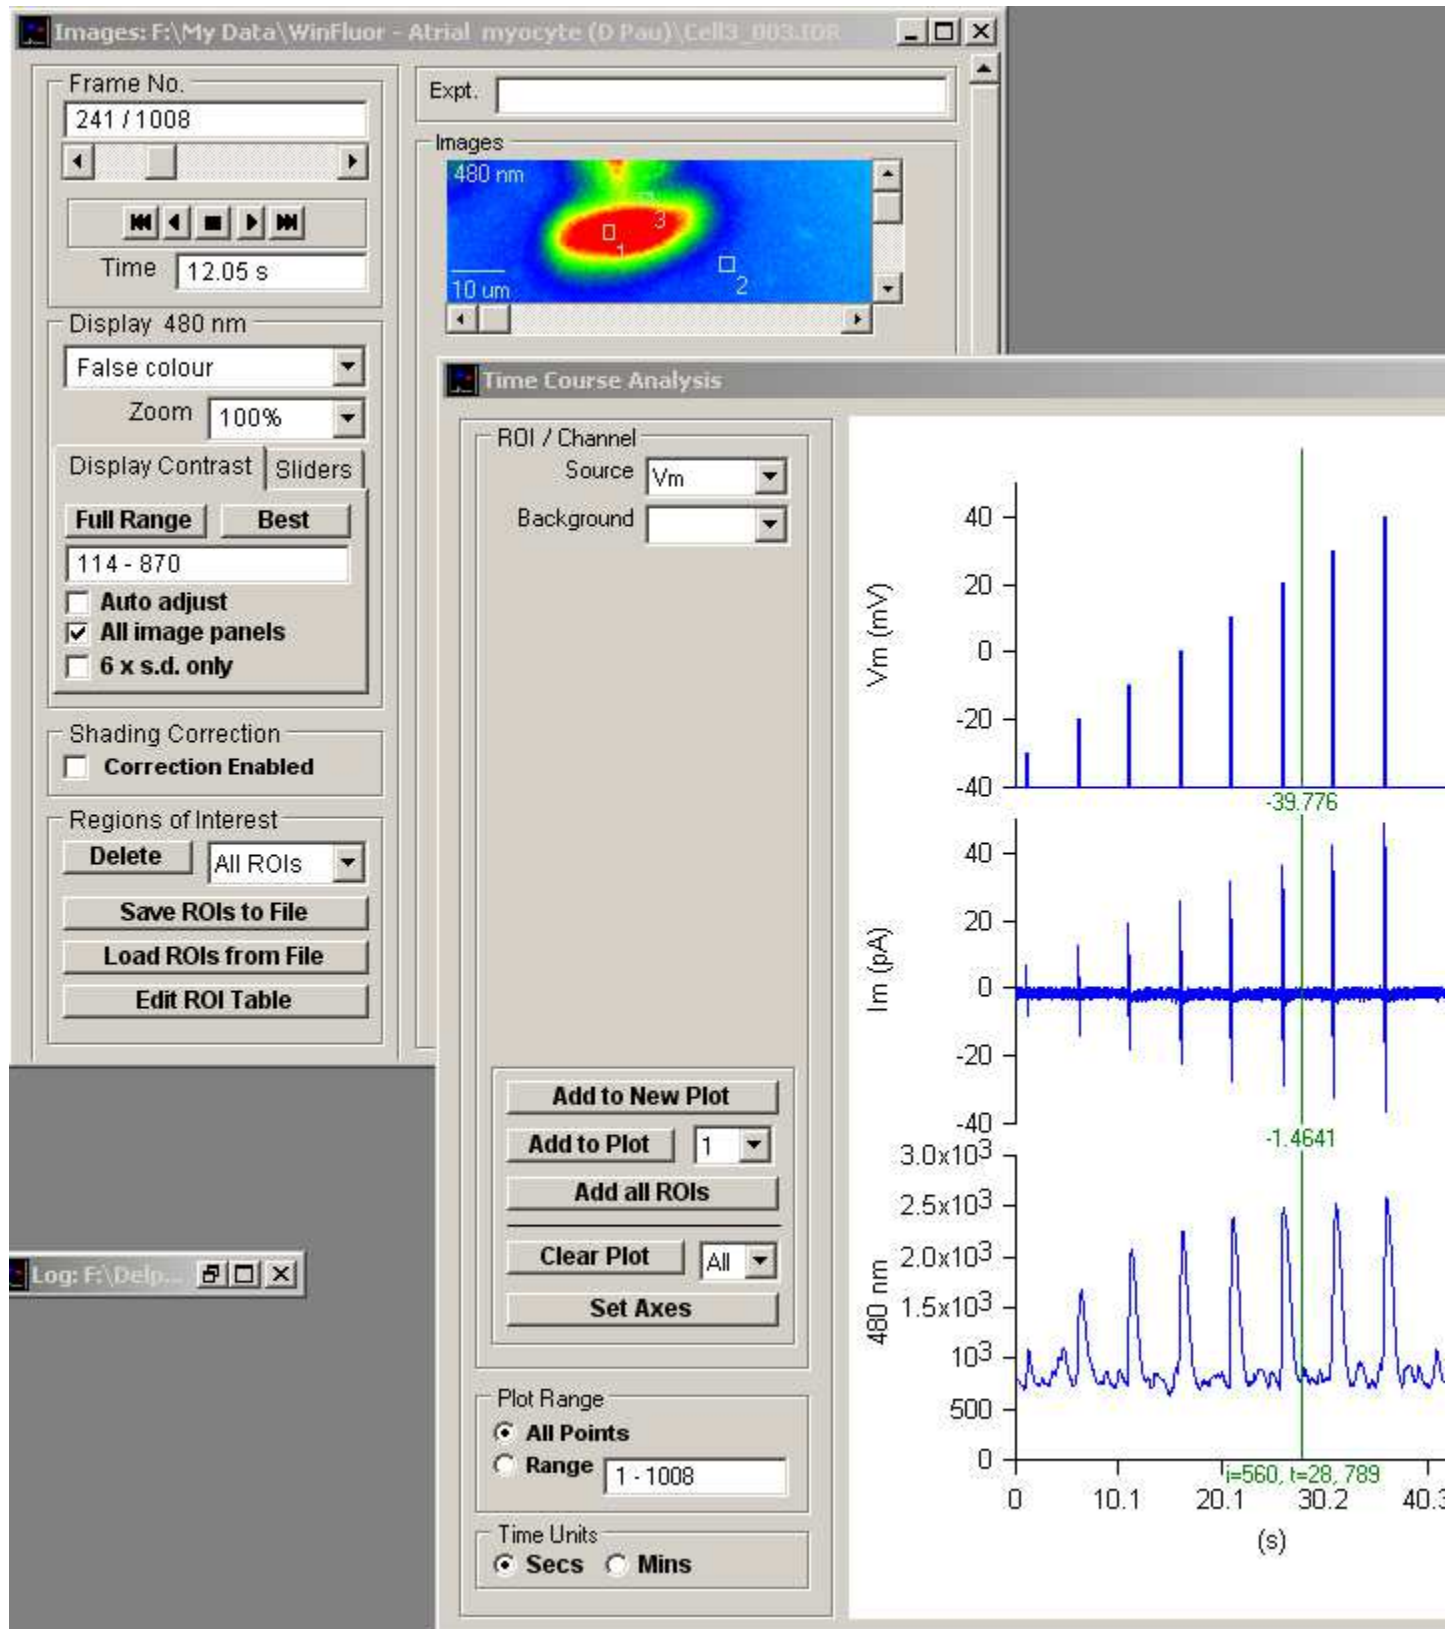 Images: F:\My Data\WinFluor - Atrial myocyte (D Pau)\Cell3_003.IDR
Frame No.
241 / 1008
Time 12.05 s
Display 480 nm
False colour
Zoom 100%
Display Contrast Sliders
Full Range Best
114 - 870
Auto adjust
All image panels
6 x s.d. only
Shading Correction
Correction Enabled
Regions of Interest
Delete All ROIs
Save ROIs to File
Load ROIs from File
Edit ROI Table
Expt.
Images
480 nm
3
1
2
10 um
Time Course Analysis
ROI / Channel
Source Vm
Background
Add to New Plot
Add to Plot 1
Add all ROIs
Clear Plot All
Set Axes
Plot Range
All Points
Range 1 - 1008
Time Units
Secs Mins
Vm (mV)
40
20
0
-20
-40
-39.776
Im (pA)
40
20
0
-20
-40
-1.4641
480 nm
3.0x10³
2.5x10³
2.0x10³
1.5x10³
10³
500
0
i=560, t=28, 789
0 10.1 20.1 30.2 40.3
(s)
Log: F:\Delp...